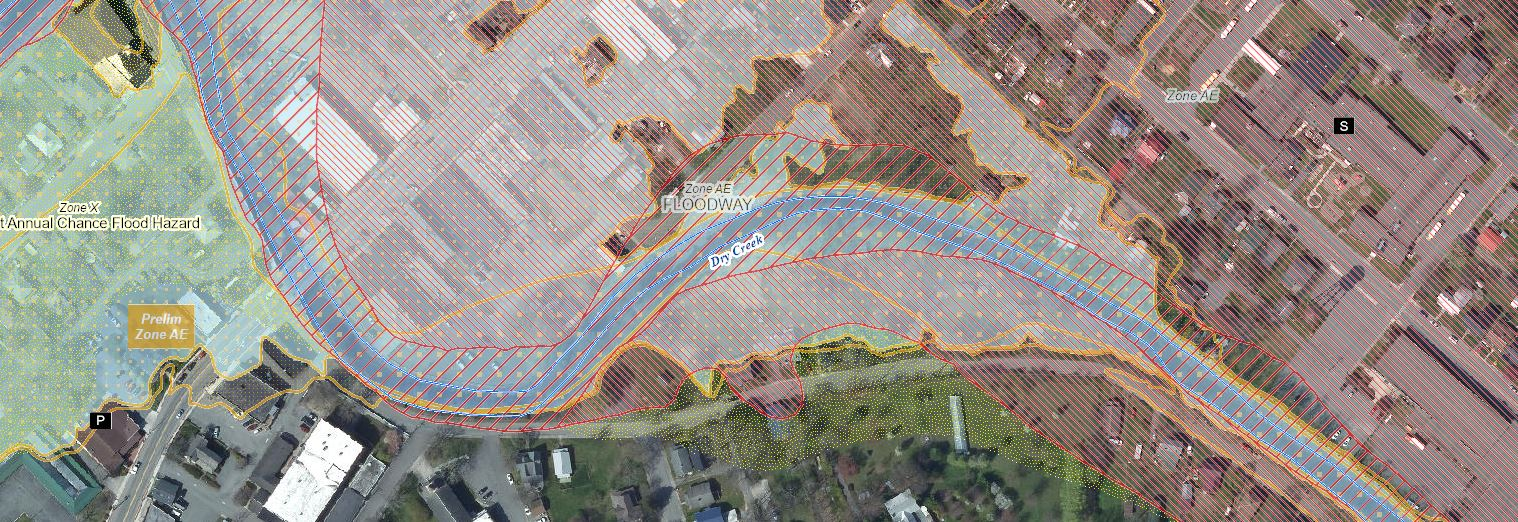 Zone AE
S
Zone AE
FLOODWAY
Zone X
t Annual Chance Flood Hazard
Dry Creek
Prelim
Zone AE
P